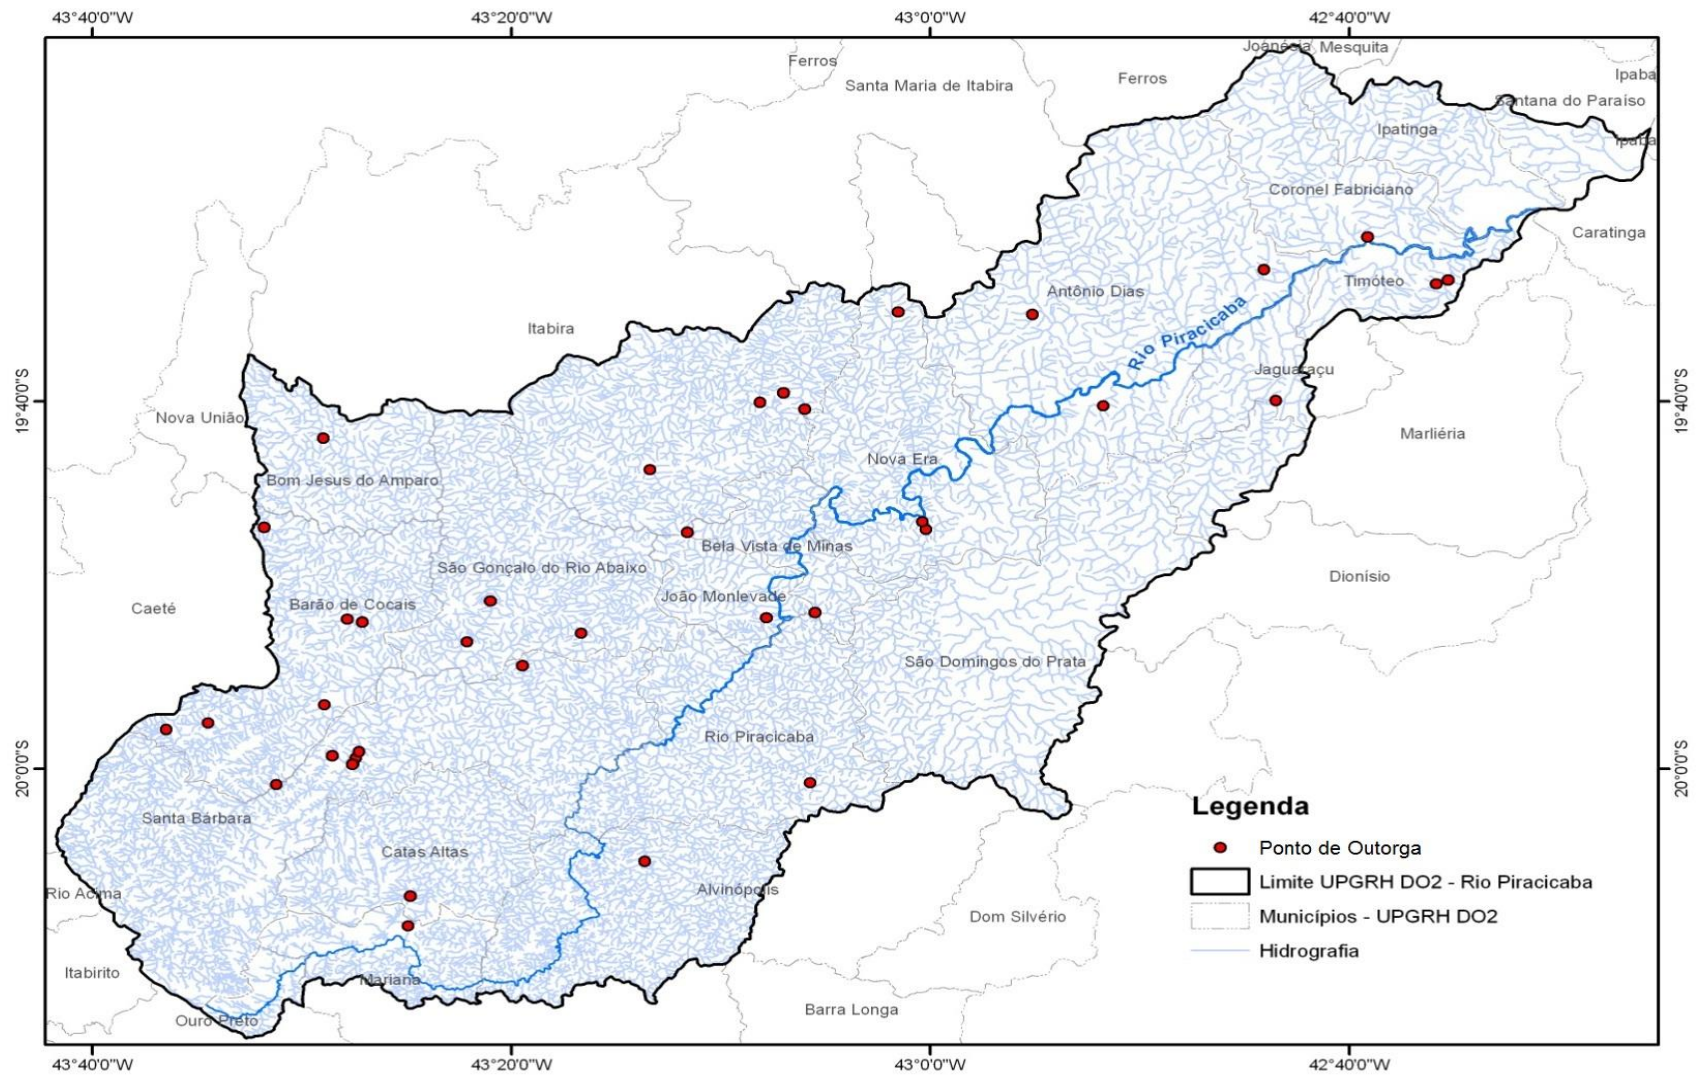 43°40'0"W
43°20'0"W
43°0'0"W
42°40'0"W
Joanésia
Mesquita
Ferros
Santa Maria de Itabira
Ferros
Ipaba
Santana do Paraíso
Ipatinga
Ipaba
Coronel Fabriciano
Caratinga
Timóteo
Antônio Dias
Rio Piracicaba
Itabira
Jaguaraçu
19°40'0"S
19°40'0"S
Nova União
Marliéria
Nova Era
Bom Jesus do Amparo
Bela Vista de Minas
São Gonçalo do Rio Abaixo
Dionísio
João Monlevade
Barão de Cocais
Caeté
São Domingos do Prata
Rio Piracicaba
20°0'0"S
20°0'0"S
Santa Bárbara
Catas Altas
Rio Acima
Alvinópolis
Dom Silvério
Itabirito
Mariana
Barra Longa
Ouro Preto
Legenda
Ponto de Outorga
Limite UPGRH DO2 - Rio Piracicaba
Municípios - UPGRH DO2
Hidrografia
43°40'0"W
43°20'0"W
43°0'0"W
42°40'0"W